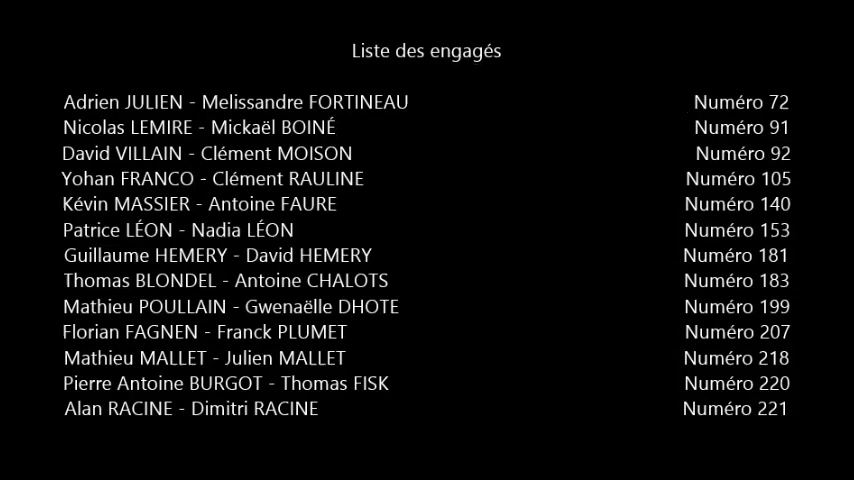 Liste des engagés
Adrien JULIEN - Melissandre FORTINEAU Numéro 72
Nicolas LEMIRE - Mickaël BOINÉ Numéro 91
David VILLAIN - Clément MOISON Numéro 92
Yohan FRANCO - Clément RAULINE Numéro 105
Kévin MASSIER - Antoine FAURE Numéro 140
Patrice LÉON - Nadia LÉON Numéro 153
Guillaume HEMERY - David HEMERY Numéro 181
Thomas BLONDEL - Antoine CHALOTS Numéro 183
Mathieu POULLAIN - Gwenaëlle DHOTE Numéro 199
Florian FAGNEN - Franck PLUMET Numéro 207
Mathieu MALLET - Julien MALLET Numéro 218
Pierre Antoine BURGOT - Thomas FISK Numéro 220
Alan RACINE - Dimitri RACINE Numéro 221